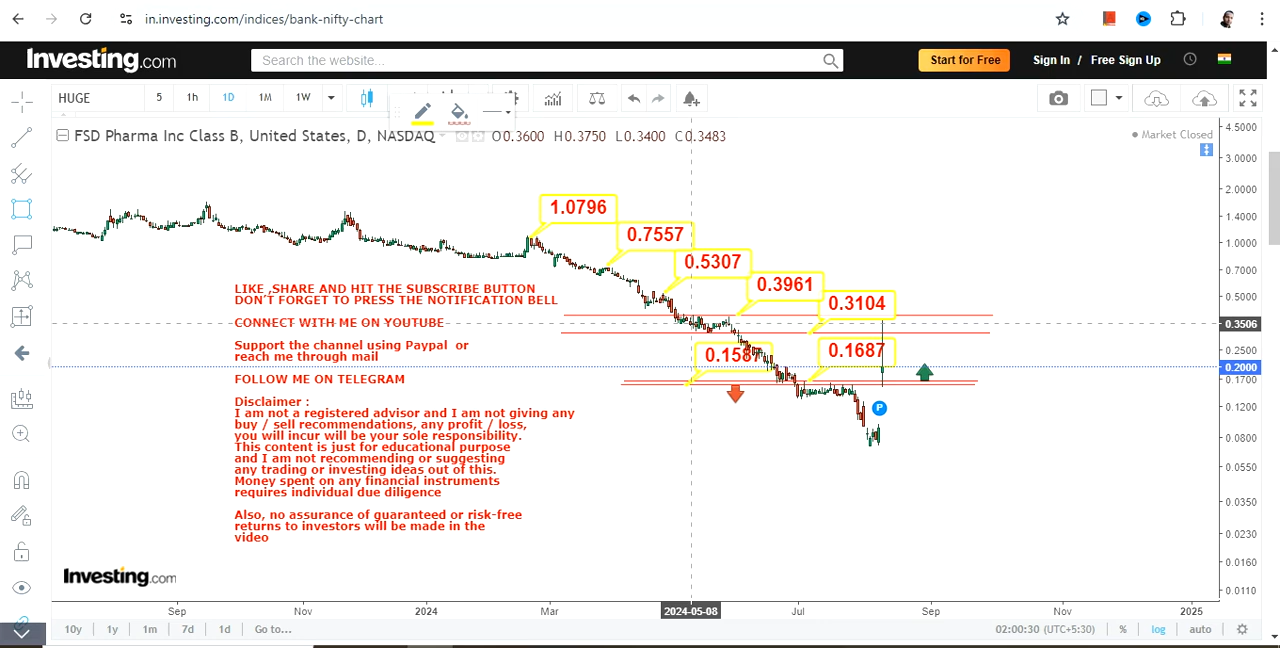 in.investing.com/indices/bank-nifty-chart
Investing.com
Search the website...
Start for Free
Sign In / Free Sign Up
HUGE
5 1h 1D 1M 1W
FSD Pharma Inc Class B, United States, D, NASDAQ
O0.3600 H0.3750 L0.3400 C0.3483
Market Closed
1.0796
0.7557
0.5307
0.3961
0.3104
0.1587
0.1687
P
LIKE ,SHARE AND HIT THE SUBSCRIBE BUTTON
DON'T FORGET TO PRESS THE NOTIFICATION BELL
CONNECT WITH ME ON YOUTUBE
Support the channel using Paypal or
reach me through mail
FOLLOW ME ON TELEGRAM
Disclaimer :
I am not a registered advisor and I am not giving any
buy / sell recommendations, any profit / loss,
you will incur will be your sole responsibility.
This content is just for educational purpose
and I am not recommending or suggesting
any trading or investing ideas out of this.
Money spent on any financial instruments
requires individual due diligence
Also, no assurance of guaranteed or risk-free
returns to investors will be made in the
video
4.5000
3.0000
2.0000
1.4000
1.0000
0.7000
0.5000
0.3506
0.2500
0.2000
0.1700
0.1200
0.0800
0.0550
0.0350
0.0230
0.0160
0.0110
Investing.com
Sep Nov 2024 Mar 2024-05-08 Jul Sep Nov 2025
10y 1y 1m 7d 1d Go to...
02:00:30 (UTC+5:30) % log auto